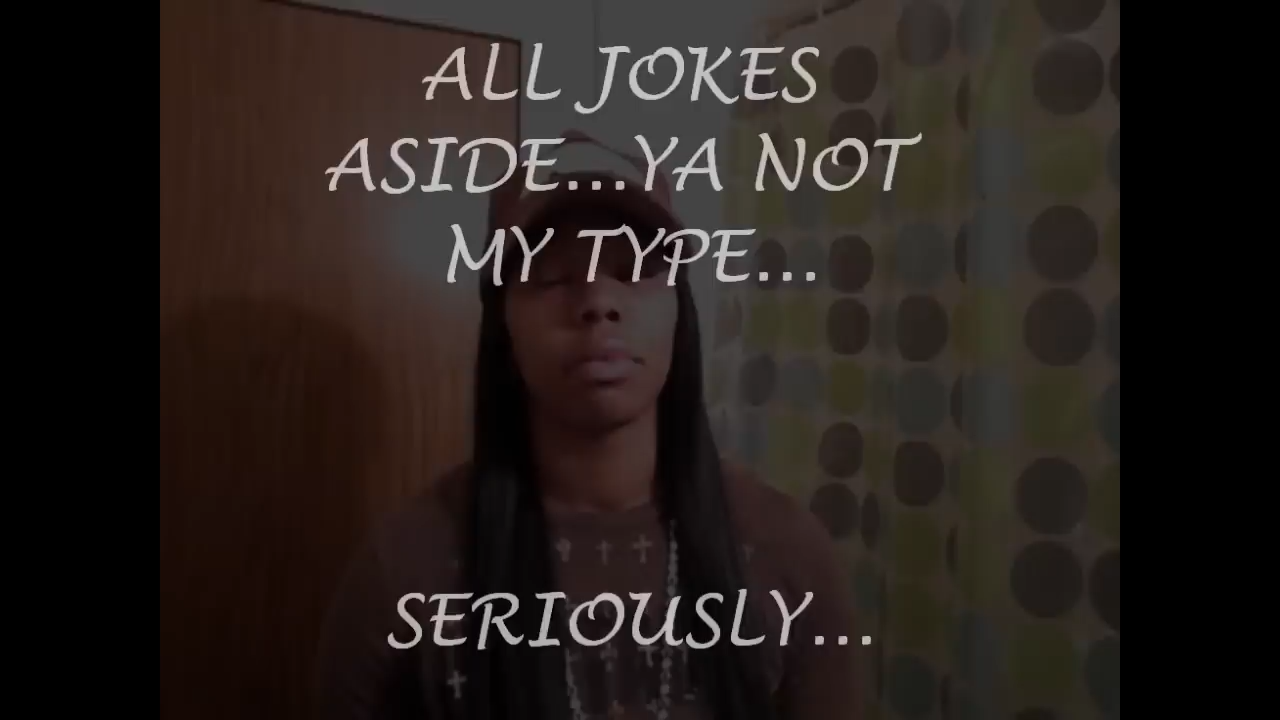 ALL JOKES
ASIDE...YA NOT
MY TYPE...
SERIOUSLY...